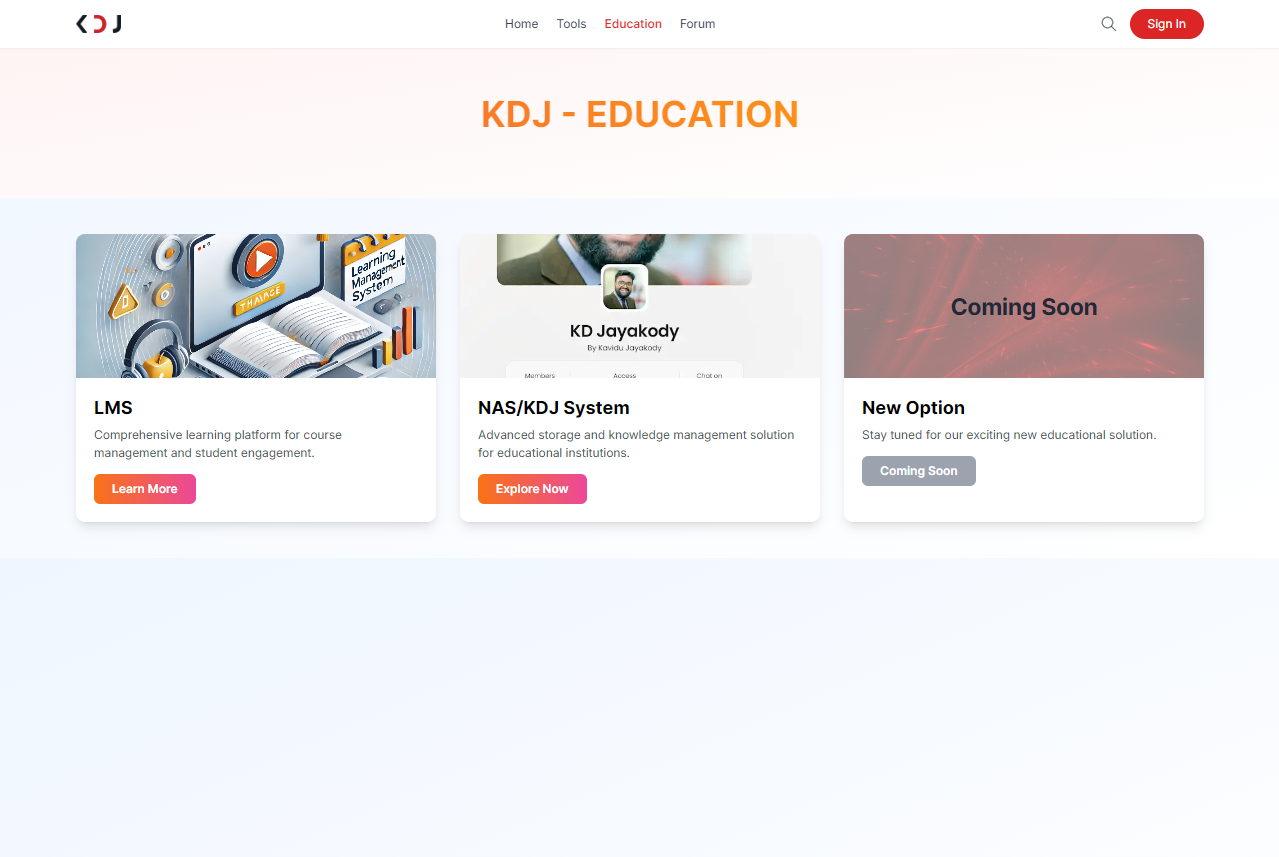 KDJ
Home Tools Education Forum
Sign In
KDJ - EDUCATION
Learning
Management
System
THMACE
KD Jayakody
By Kavidu Jayakody
Members Access Chat on
Coming Soon
LMS
Comprehensive learning platform for course
management and student engagement.
Learn More
NAS/KDJ System
Advanced storage and knowledge management solution
for educational institutions.
Explore Now
New Option
Stay tuned for our exciting new educational solution.
Coming Soon